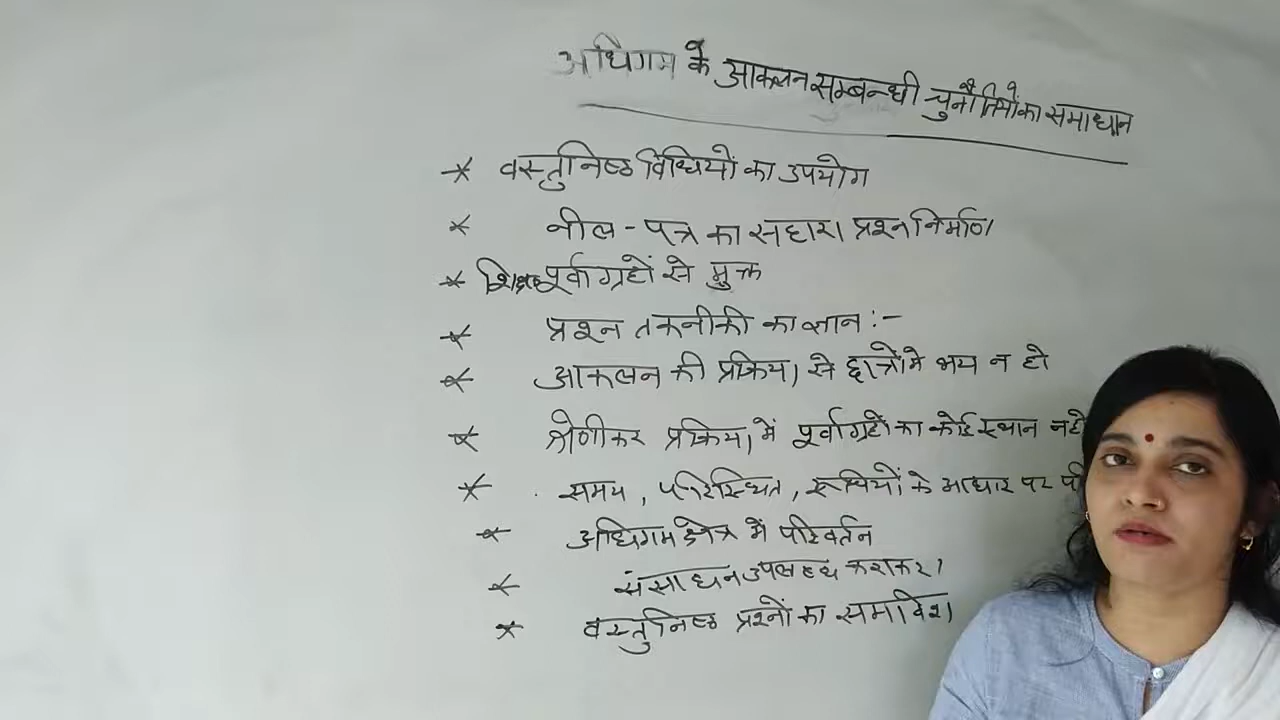 अधिगम के आकलन सम्बन्धी चुनौतियों का समाधान
* वस्तुनिष्ठ विधियों का उपयोग
* नील - पत्र का सहारा प्रश्न निर्माण
* शिक्षक पूर्वाग्रहों से मुक्त
* प्रश्न तकनीकी का ज्ञान :-
* आकलन की प्रक्रिया से छात्रों मे भय न हो
* श्रेणीकर प्रक्रिया में पूर्वाग्रहों का कोई स्थान न हो
* समय , परिस्थित , रूचियों के आधार पर
* अधिगम क्षेत्र में परिवर्तन
* संसाधन उपलब्ध कराकर ।
* वस्तुनिष्ठ प्रश्नों का समावेश